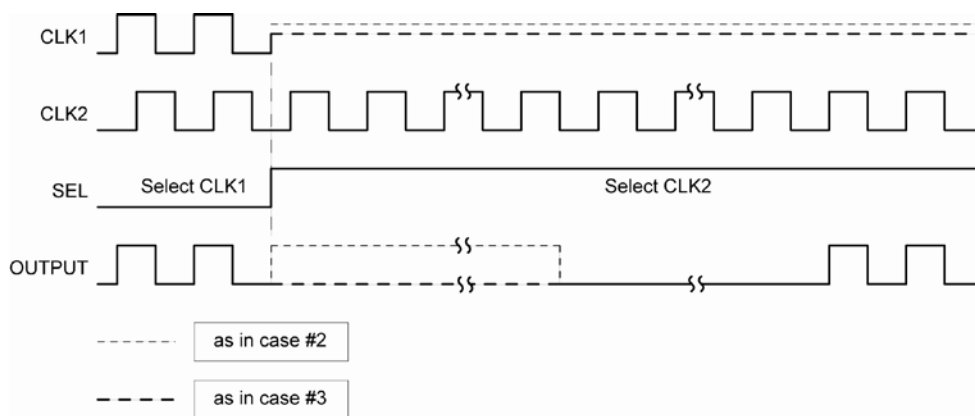 CLK1
CLK2
SEL
Select CLK1
Select CLK2
OUTPUT
as in case #2
as in case #3